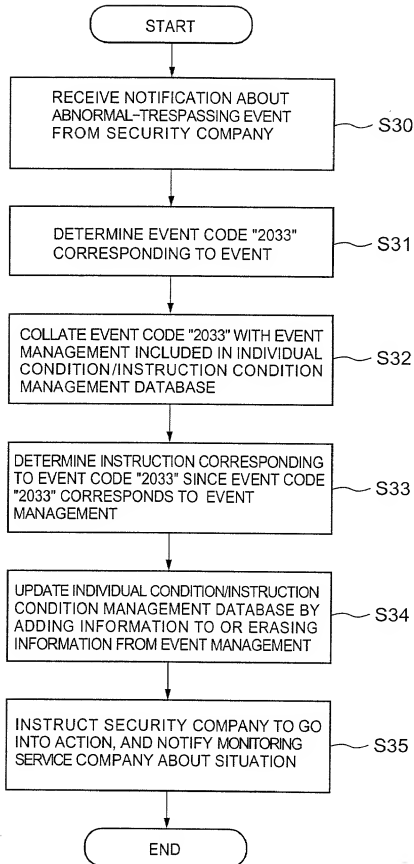 START
RECEIVE NOTIFICATION ABOUT
ABNORMAL-TRESPASSING EVENT
FROM SECURITY COMPANY
S30
DETERMINE EVENT CODE "2033"
CORRESPONDING TO EVENT
S31
COLLATE EVENT CODE "2033" WITH EVENT
MANAGEMENT INCLUDED IN INDIVIDUAL
CONDITION/INSTRUCTION CONDITION
MANAGEMENT DATABASE
S32
DETERMINE INSTRUCTION CORRESPONDING
TO EVENT CODE "2033" SINCE EVENT CODE
"2033" CORRESPONDS TO EVENT
MANAGEMENT
S33
UPDATE INDIVIDUAL CONDITION/INSTRUCTION
CONDITION MANAGEMENT DATABASE BY
ADDING INFORMATION TO OR ERASING
INFORMATION FROM EVENT MANAGEMENT
S34
INSTRUCT SECURITY COMPANY TO GO
INTO ACTION, AND NOTIFY MONITORING
SERVICE COMPANY ABOUT SITUATION
S35
END